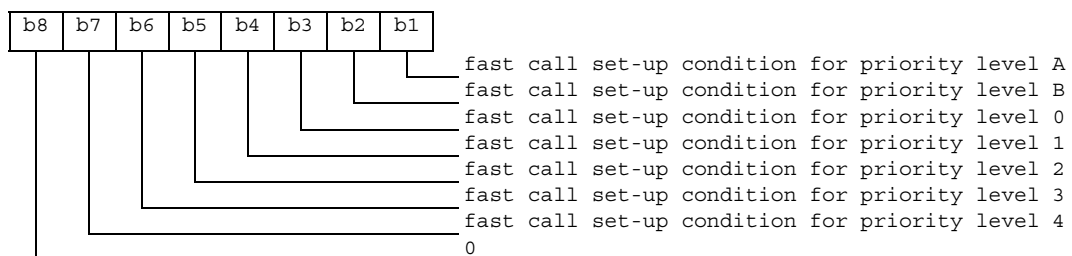 b8 b7 b6 b5 b4 b3 b2 b1
fast call set-up condition for priority level A
fast call set-up condition for priority level B
fast call set-up condition for priority level 0
fast call set-up condition for priority level 1
fast call set-up condition for priority level 2
fast call set-up condition for priority level 3
fast call set-up condition for priority level 4
0